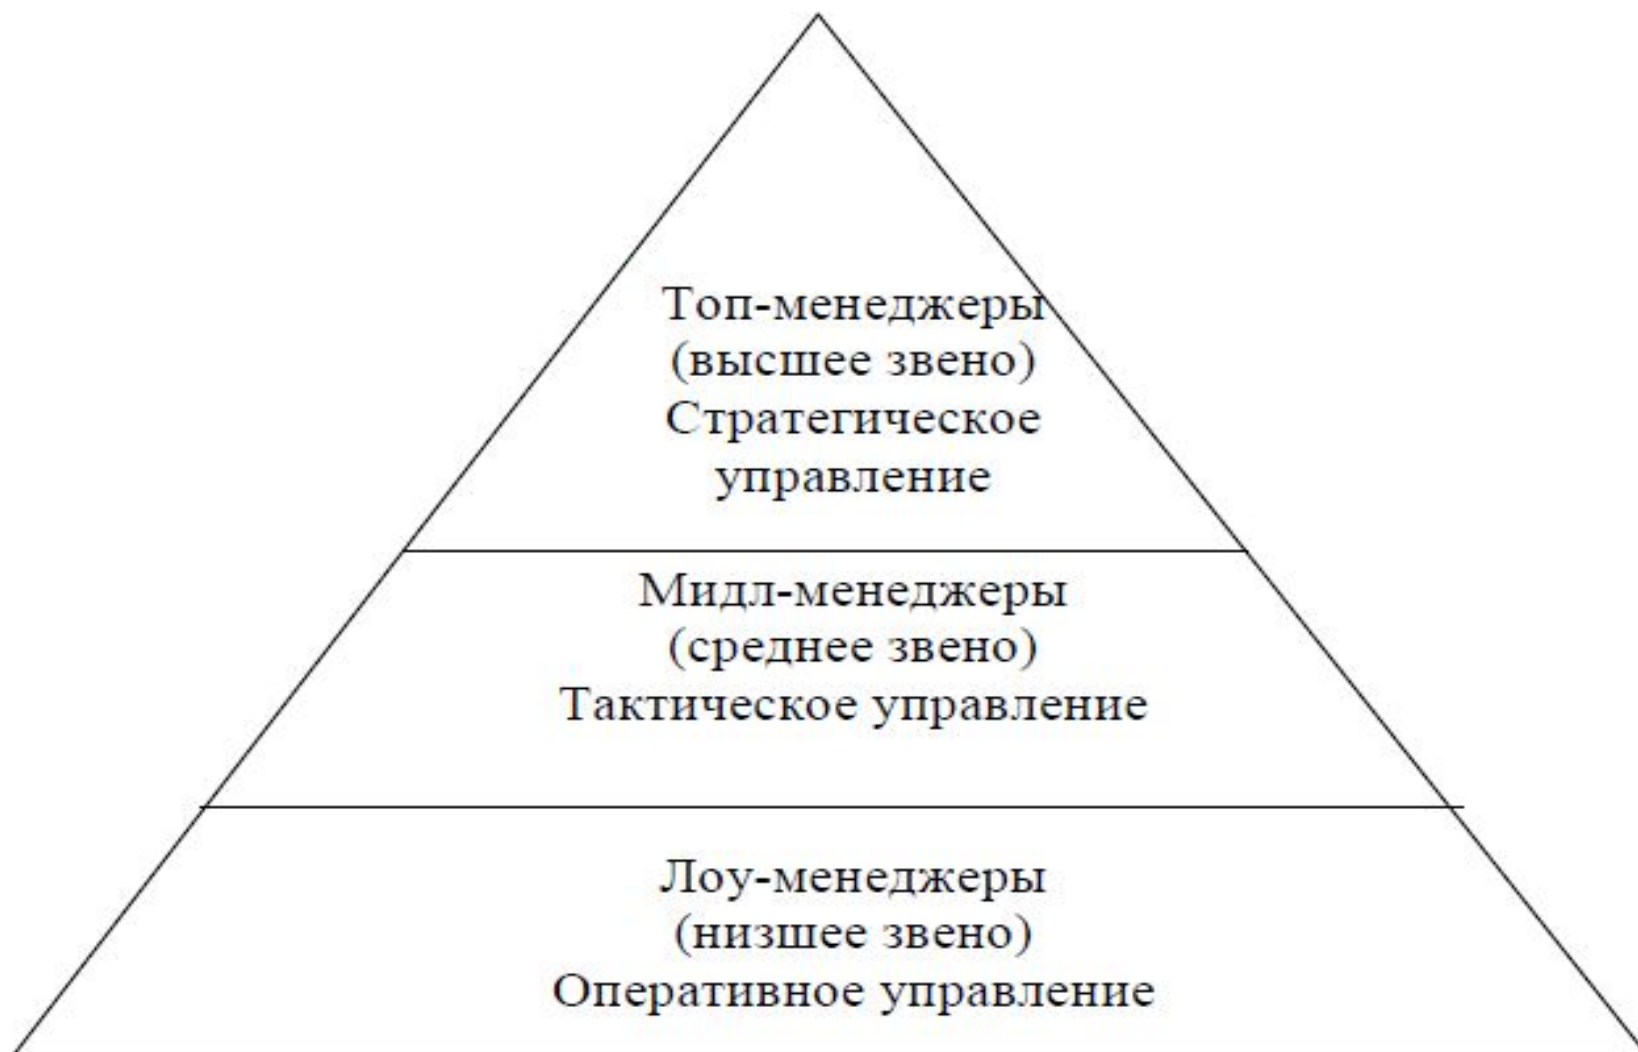 Топ-менеджеры
(высшее звено)
Стратегическое
управление
Мидл-менеджеры
(среднее звено)
Тактическое управление
Лоу-менеджеры
(низшее звено)
Оперативное управление